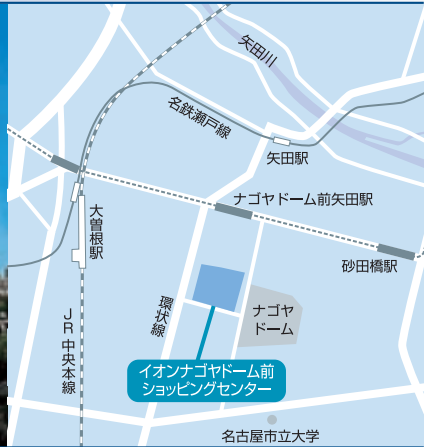 矢田川
名鉄瀬戸線
矢田駅
ナゴヤドーム前矢田駅
大曽根駅
砂田橋駅
環状線
ナゴヤ
ドーム
JR中央本線
イオンナゴヤドーム前
ショッピングセンター
名古屋市立大学